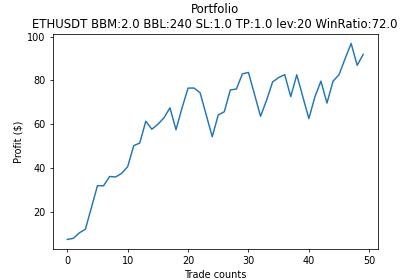 Portfolio
ETHUSDT BBM:2.0 BBL:240 SL:1.0 TP:1.0 lev:20 WinRatio:72.0
100
80
60
40
20
Profit ($)
0
10
20
30
40
50
Trade counts